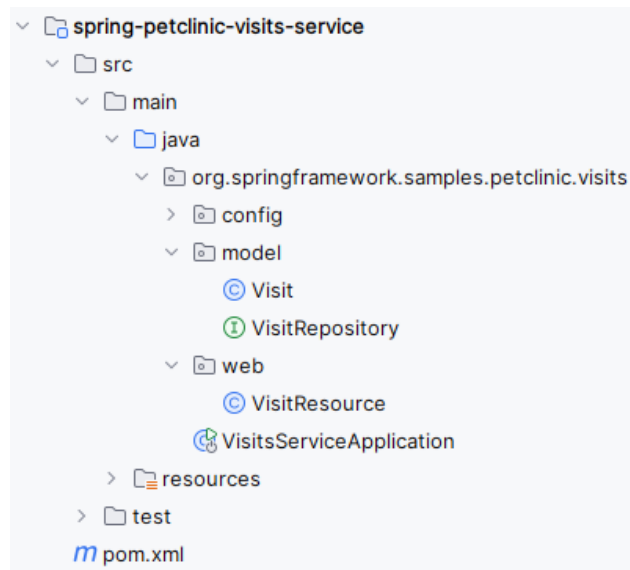 spring-petclinic-visits-service
src
main
java
org.springframework.samples.petclinic.visits
config
model
C Visit
I VisitRepository
web
C VisitResource
VisitsServiceApplication
resources
test
m pom.xml